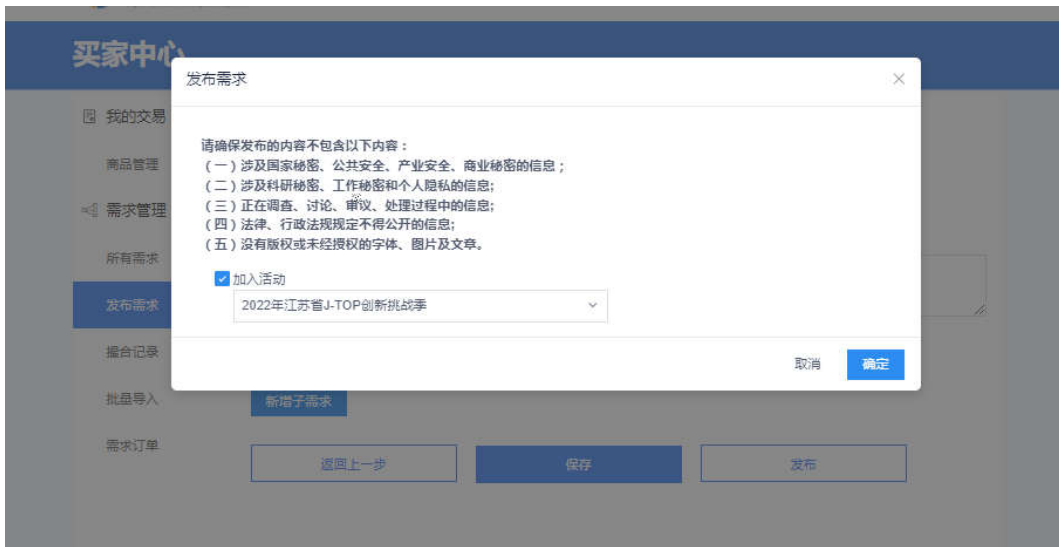 买家中心
发布需求
我的交易
请确保发布的内容不包含以下内容：
（一）涉及国家秘密、公共安全、产业安全、商业秘密的信息；
商品管理
（二）涉及科研秘密、工作秘密和个人隐私的信息;
（三）正在调查、讨论、审议、处理过程中的信息;
需求管理
（四）法律、行政法规规定不得公开的信息;
（五）没有版权或未经授权的字体、图片及文章。
所有需求
加入活动
发布需求
2022年江苏省J-TOP创新挑战季
撮合记录
取消
确定
批量导入
新增子需求
需求订单
返回上一步
保存
发布